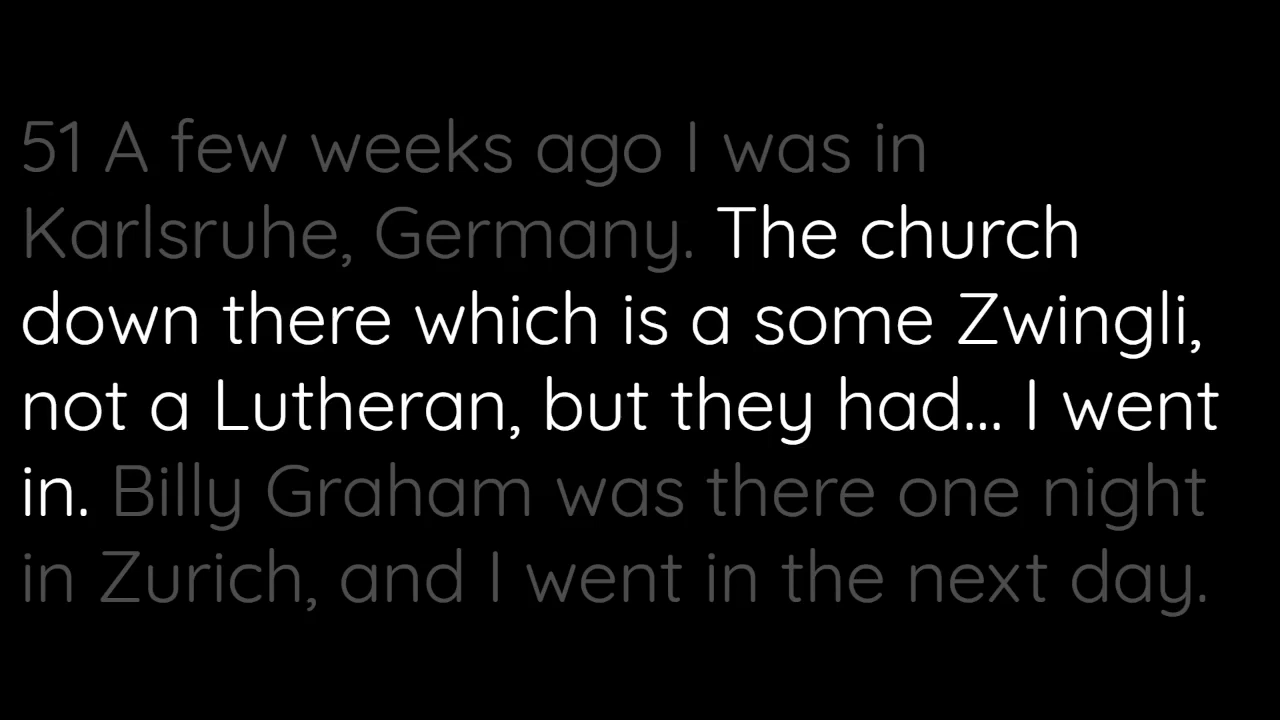 51 A few weeks ago I was in
Karlsruhe, Germany. The church
down there which is a some Zwingli,
not a Lutheran, but they had... I went
in. Billy Graham was there one night
in Zurich, and I went in the next day.